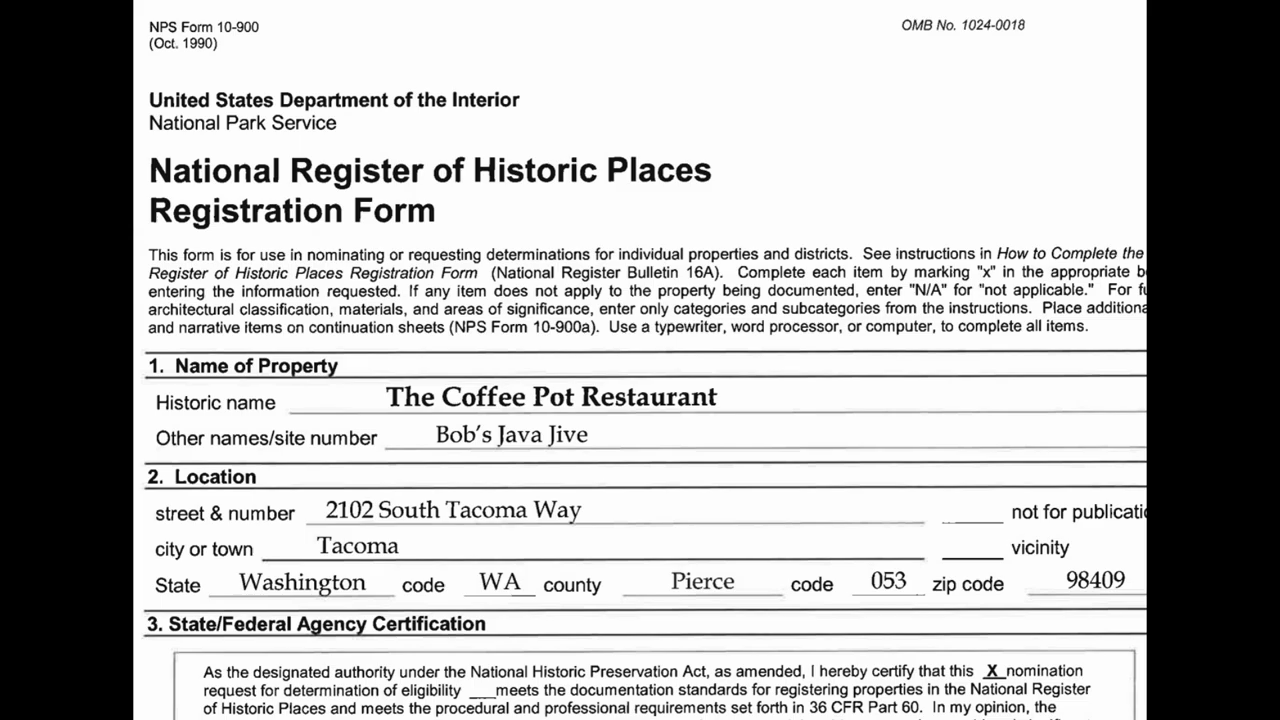 NPS Form 10-900
OMB No. 1024-0018
(Oct. 1990)
United States Department of the Interior
National Park Service
National Register of Historic Places
Registration Form
This form is for use in nominating or requesting determinations for individual properties and districts. See instructions in How to Complete the
Register of Historic Places Registration Form (National Register Bulletin 16A). Complete each item by marking "x" in the appropriate b
entering the information requested. If any item does not apply to the property being documented, enter "N/A" for "not applicable." For fu
architectural classification, materials, and areas of significance, enter only categories and subcategories from the instructions. Place additiona
and narrative items on continuation sheets (NPS Form 10-900a). Use a typewriter, word processor, or computer, to complete all items.
1. Name of Property
Historic name The Coffee Pot Restaurant
Other names/site number Bob's Java Jive
2. Location
street & number 2102 South Tacoma Way ___ not for publicatio
city or town Tacoma ___ vicinity
State Washington code WA county Pierce code 053 zip code 98409
3. State/Federal Agency Certification
As the designated authority under the National Historic Preservation Act, as amended, I hereby certify that this X nomination
request for determination of eligibility ___meets the documentation standards for registering properties in the National Register
of Historic Places and meets the procedural and professional requirements set forth in 36 CFR Part 60. In my opinion, the